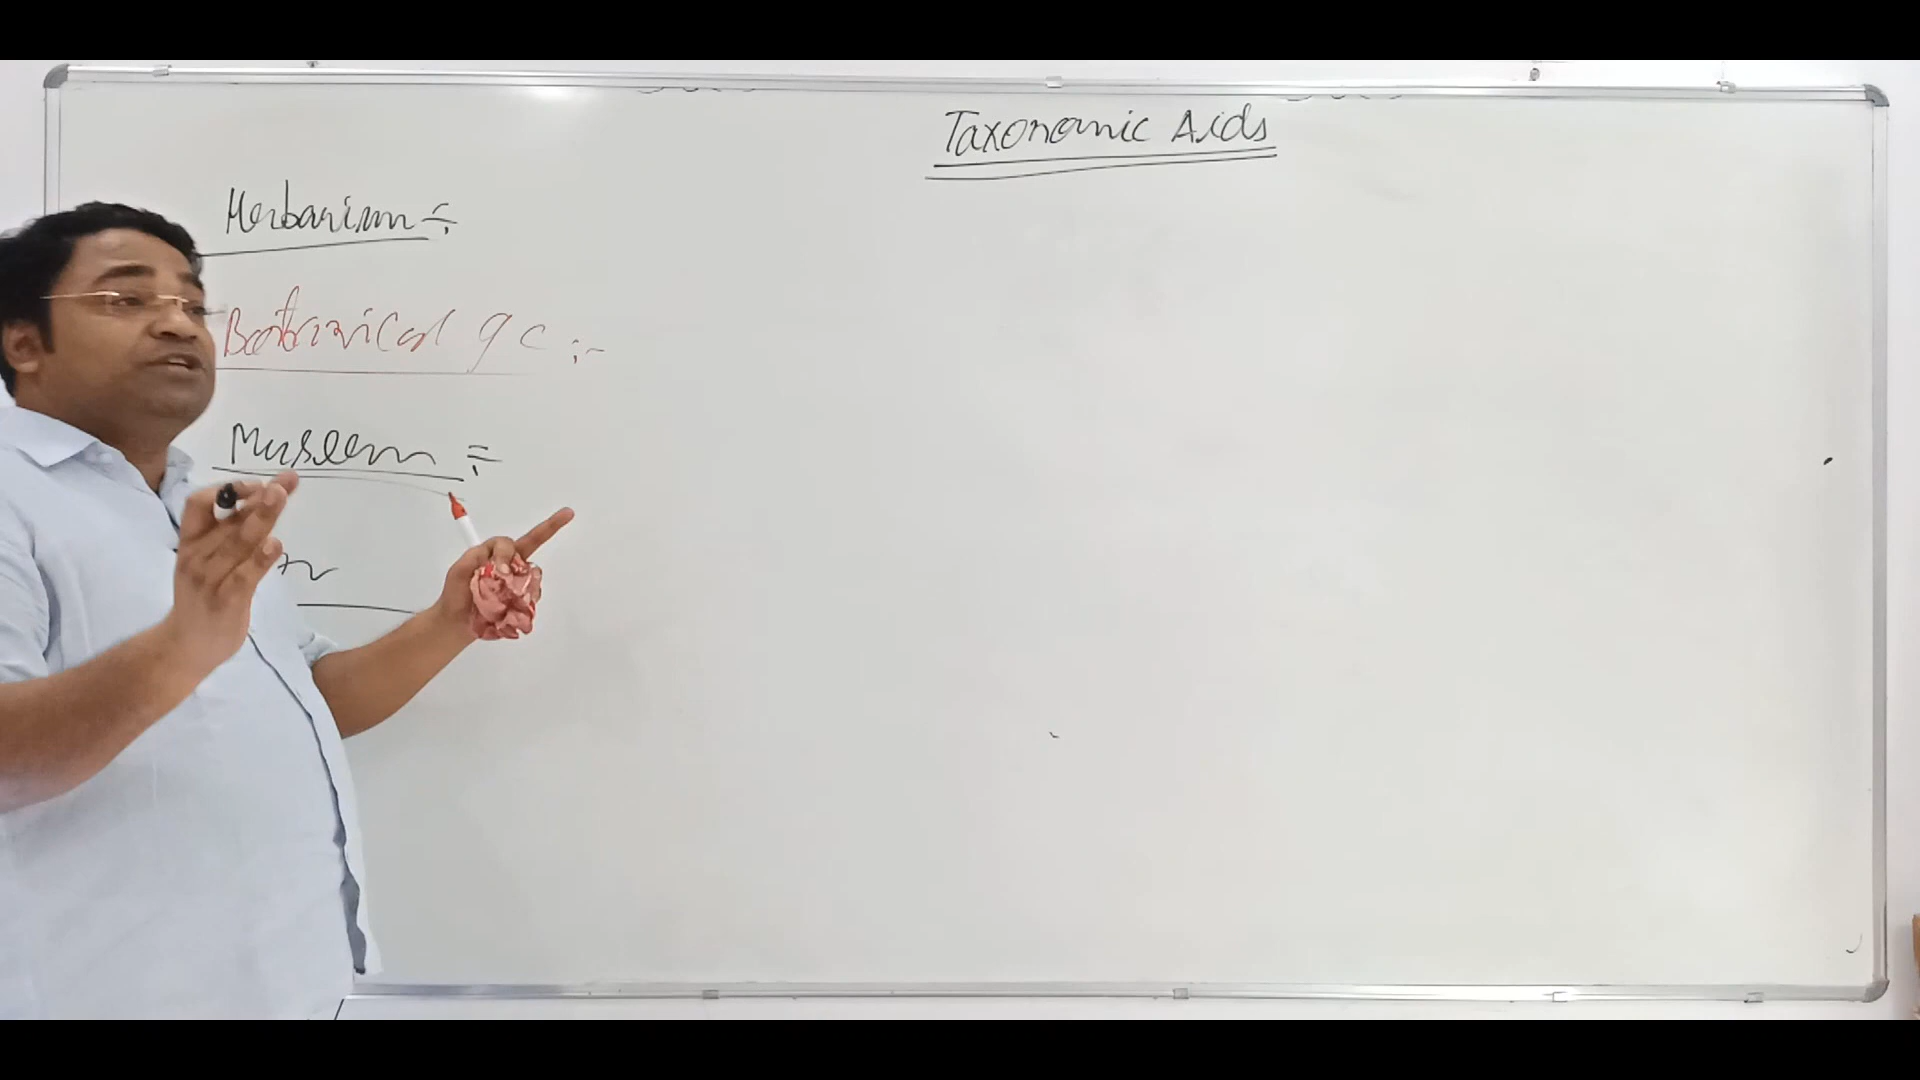 Taxonomic Aids
Herbarium :-
Botanical g :-
Museum :-